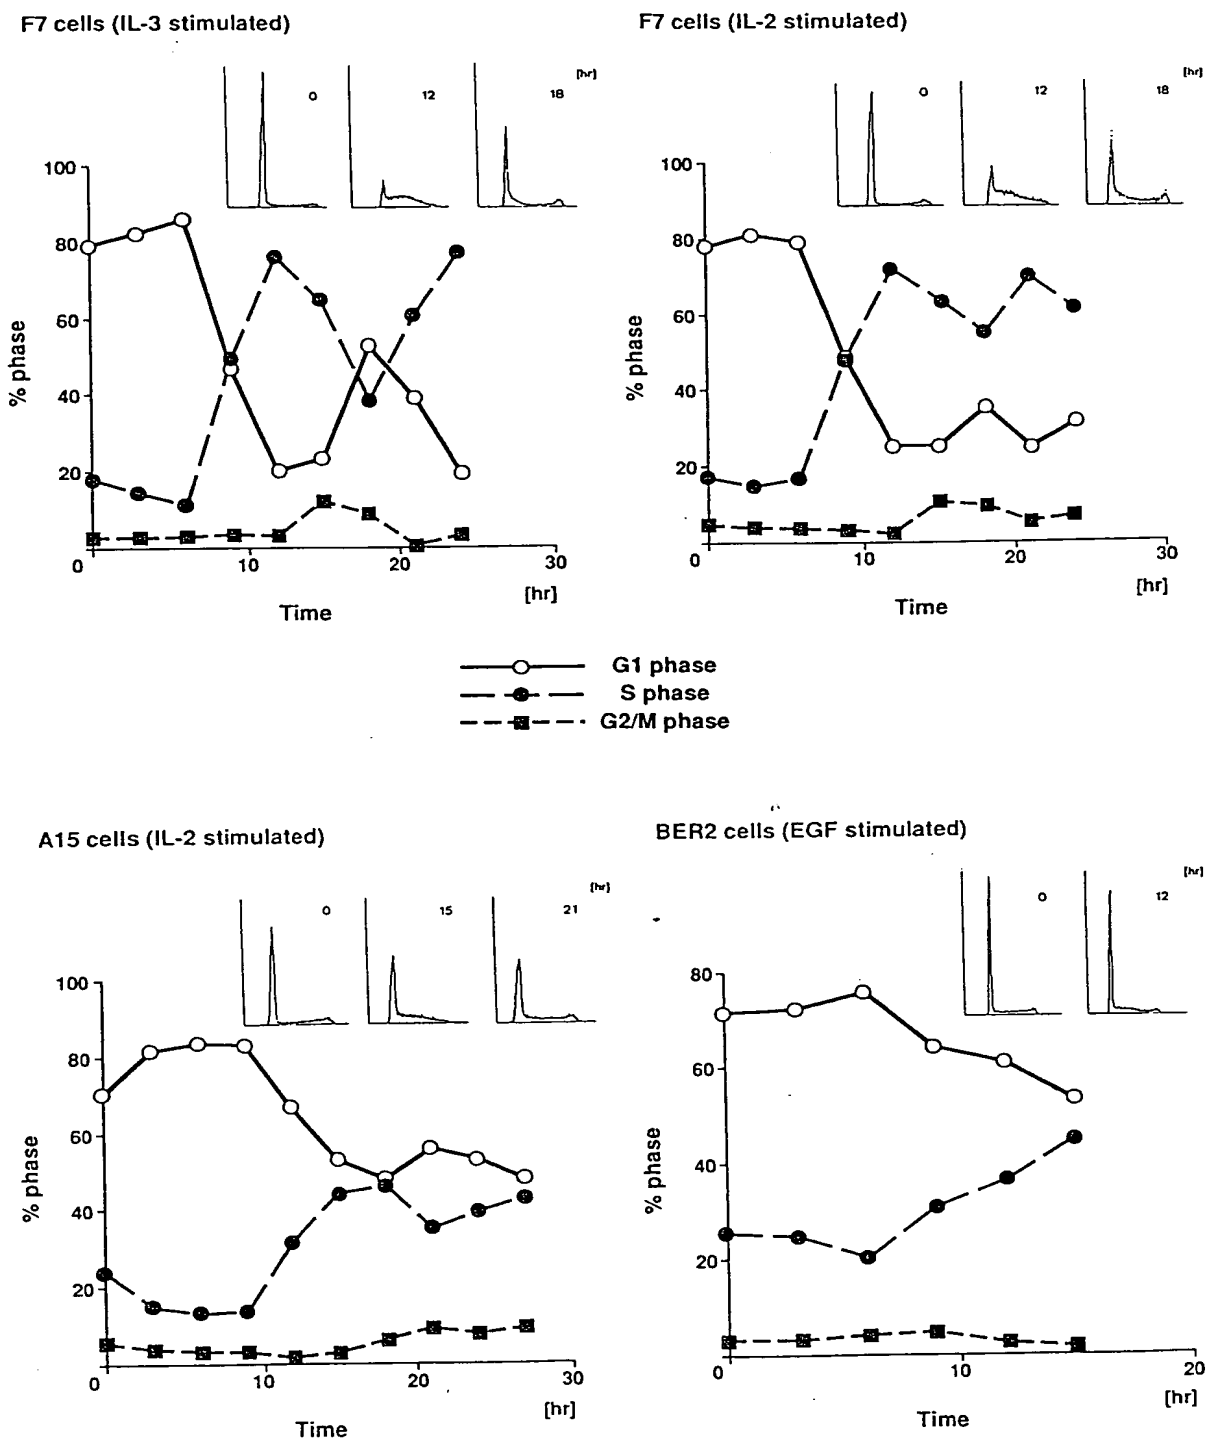 F7 cells (IL-3 stimulated)
[hr]
0 12 18
100
80
60
40
20
% phase
0 10 20 30
[hr]
Time
F7 cells (IL-2 stimulated)
[hr]
0 12 18
100
80
60
40
20
% phase
0 10 20 30
[hr]
Time
G1 phase
S phase
G2/M phase
A15 cells (IL-2 stimulated)
[hr]
0 15 21
100
80
60
40
20
% phase
0 10 20 30
[hr]
Time
BER2 cells (EGF stimulated)
[hr]
0 12
80
60
40
20
% phase
0 10 20
[hr]
Time